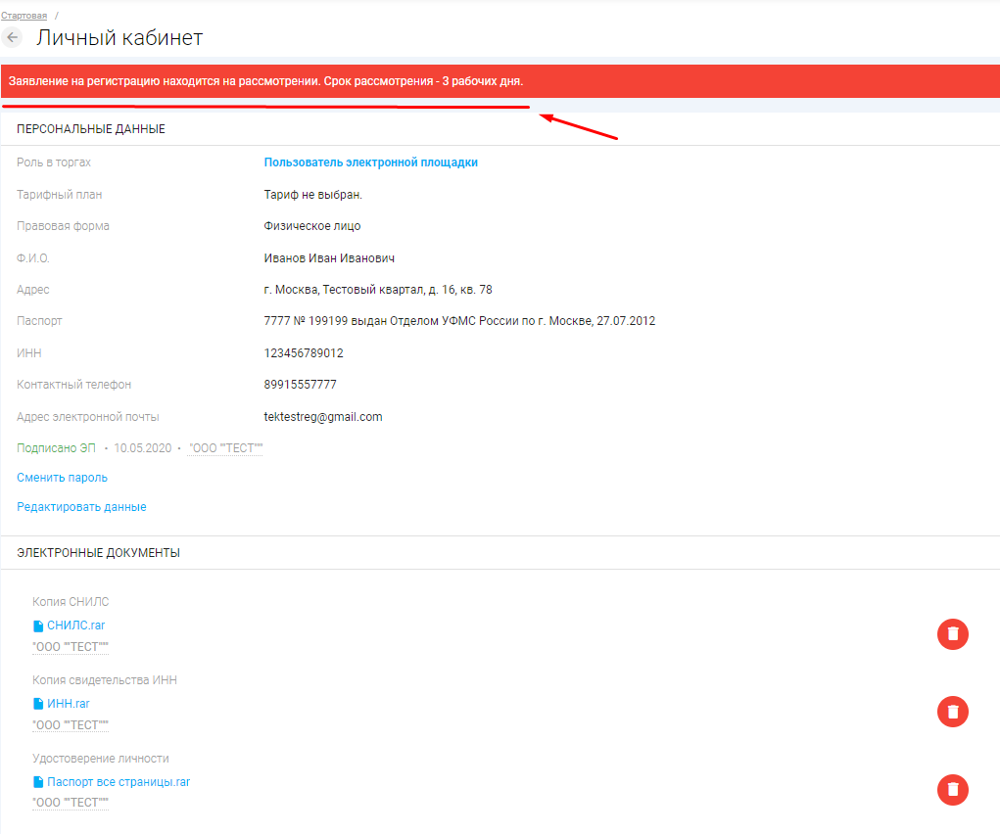 Стартовая /
Личный кабинет
Заявление на регистрацию находится на рассмотрении. Срок рассмотрения - 3 рабочих дня.
ПЕРСОНАЛЬНЫЕ ДАННЫЕ
Роль в торгах Пользователь электронной площадки
Тарифный план Тариф не выбран.
Правовая форма Физическое лицо
Ф.И.О. Иванов Иван Иванович
Адрес г. Москва, Тестовый квартал, д. 16, кв. 78
Паспорт 7777 № 199199 выдан Отделом УФМС России по г. Москве, 27.07.2012
ИНН 123456789012
Контактный телефон 89915557777
Адрес электронной почты tektestreg@gmail.com
Подписано ЭП • 10.05.2020 • "ООО ""ТЕСТ"""
Сменить пароль
Редактировать данные
ЭЛЕКТРОННЫЕ ДОКУМЕНТЫ
Копия СНИЛС
СНИЛС.rar
"ООО ""ТЕСТ"""
Копия свидетельства ИНН
ИНН.rar
"ООО ""ТЕСТ"""
Удостоверение личности
Паспорт все страницы.rar
"ООО ""ТЕСТ"""